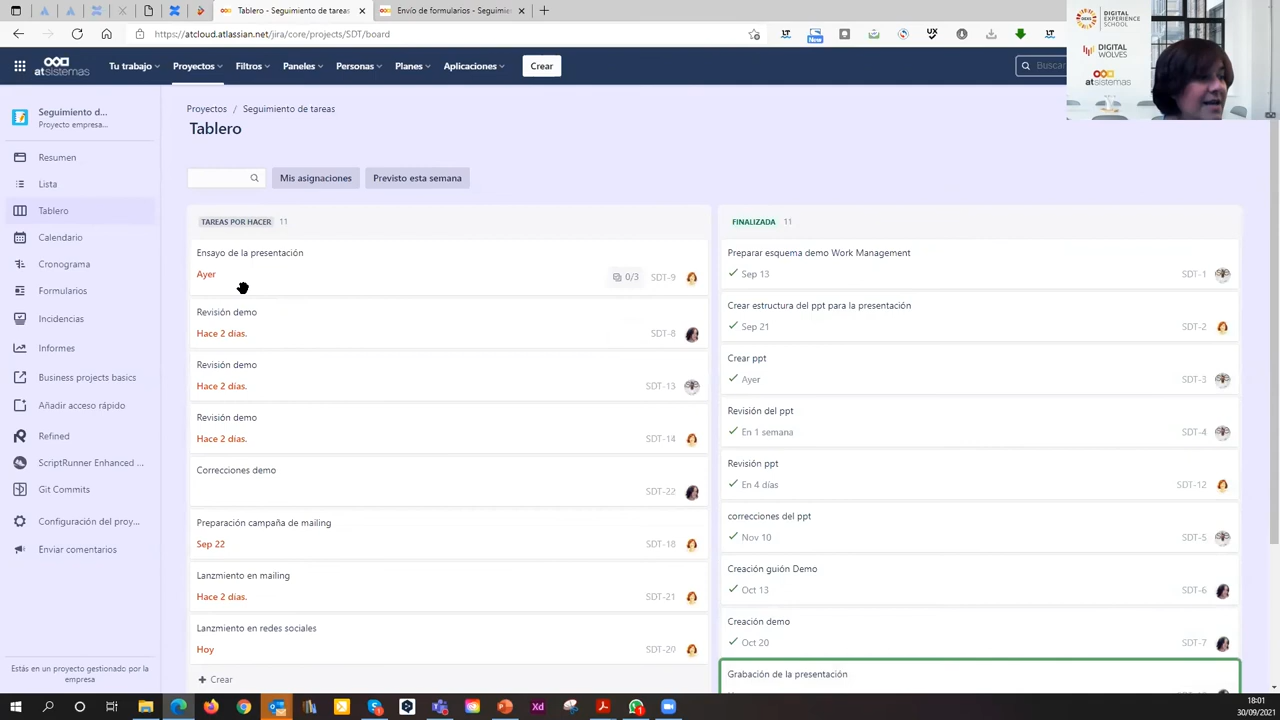 Tablero - Seguimiento de tareas
Envío de formularios - Seguimie
https://atcloud.atlassian.net/jira/core/projects/SDT/board
New
DIGITAL EXPERIENCE SCHOOL
DIGITAL WOLVES
atsistemas
atsistemas
Tu trabajo
Proyectos
Filtros
Paneles
Personas
Planes
Aplicaciones
Crear
Buscar
Seguimiento d...
Proyecto empresa...
Resumen
Lista
Tablero
Calendario
Cronograma
Formularios
Incidencias
Informes
Business projects basics
Añadir acceso rápido
Refined
ScriptRunner Enhanced ...
Git Commits
Configuración del proy...
Enviar comentarios
Estás en un proyecto gestionado por la
empresa
Proyectos / Seguimiento de tareas
Tablero
Mis asignaciones
Previsto esta semana
TAREAS POR HACER 11
Ensayo de la presentación
Ayer 0/3 SDT-9
Revisión demo
Hace 2 días. SDT-8
Revisión demo
Hace 2 días. SDT-13
Revisión demo
Hace 2 días. SDT-14
Correcciones demo
SDT-22
Preparación campaña de mailing
Sep 22 SDT-18
Lanzmiento en mailing
Hace 2 días. SDT-21
Lanzmiento en redes sociales
Hoy SDT-20
+ Crear
FINALIZADA 11
Preparar esquema demo Work Management
Sep 13 SDT-1
Crear estructura del ppt para la presentación
Sep 21 SDT-2
Crear ppt
Ayer SDT-3
Revisión del ppt
En 1 semana SDT-4
Revisión ppt
En 4 días SDT-12
correcciones del ppt
Nov 10 SDT-5
Creación guión Demo
Oct 13 SDT-6
Creación demo
Oct 20 SDT-7
Grabación de la presentación
18:01
30/09/2021